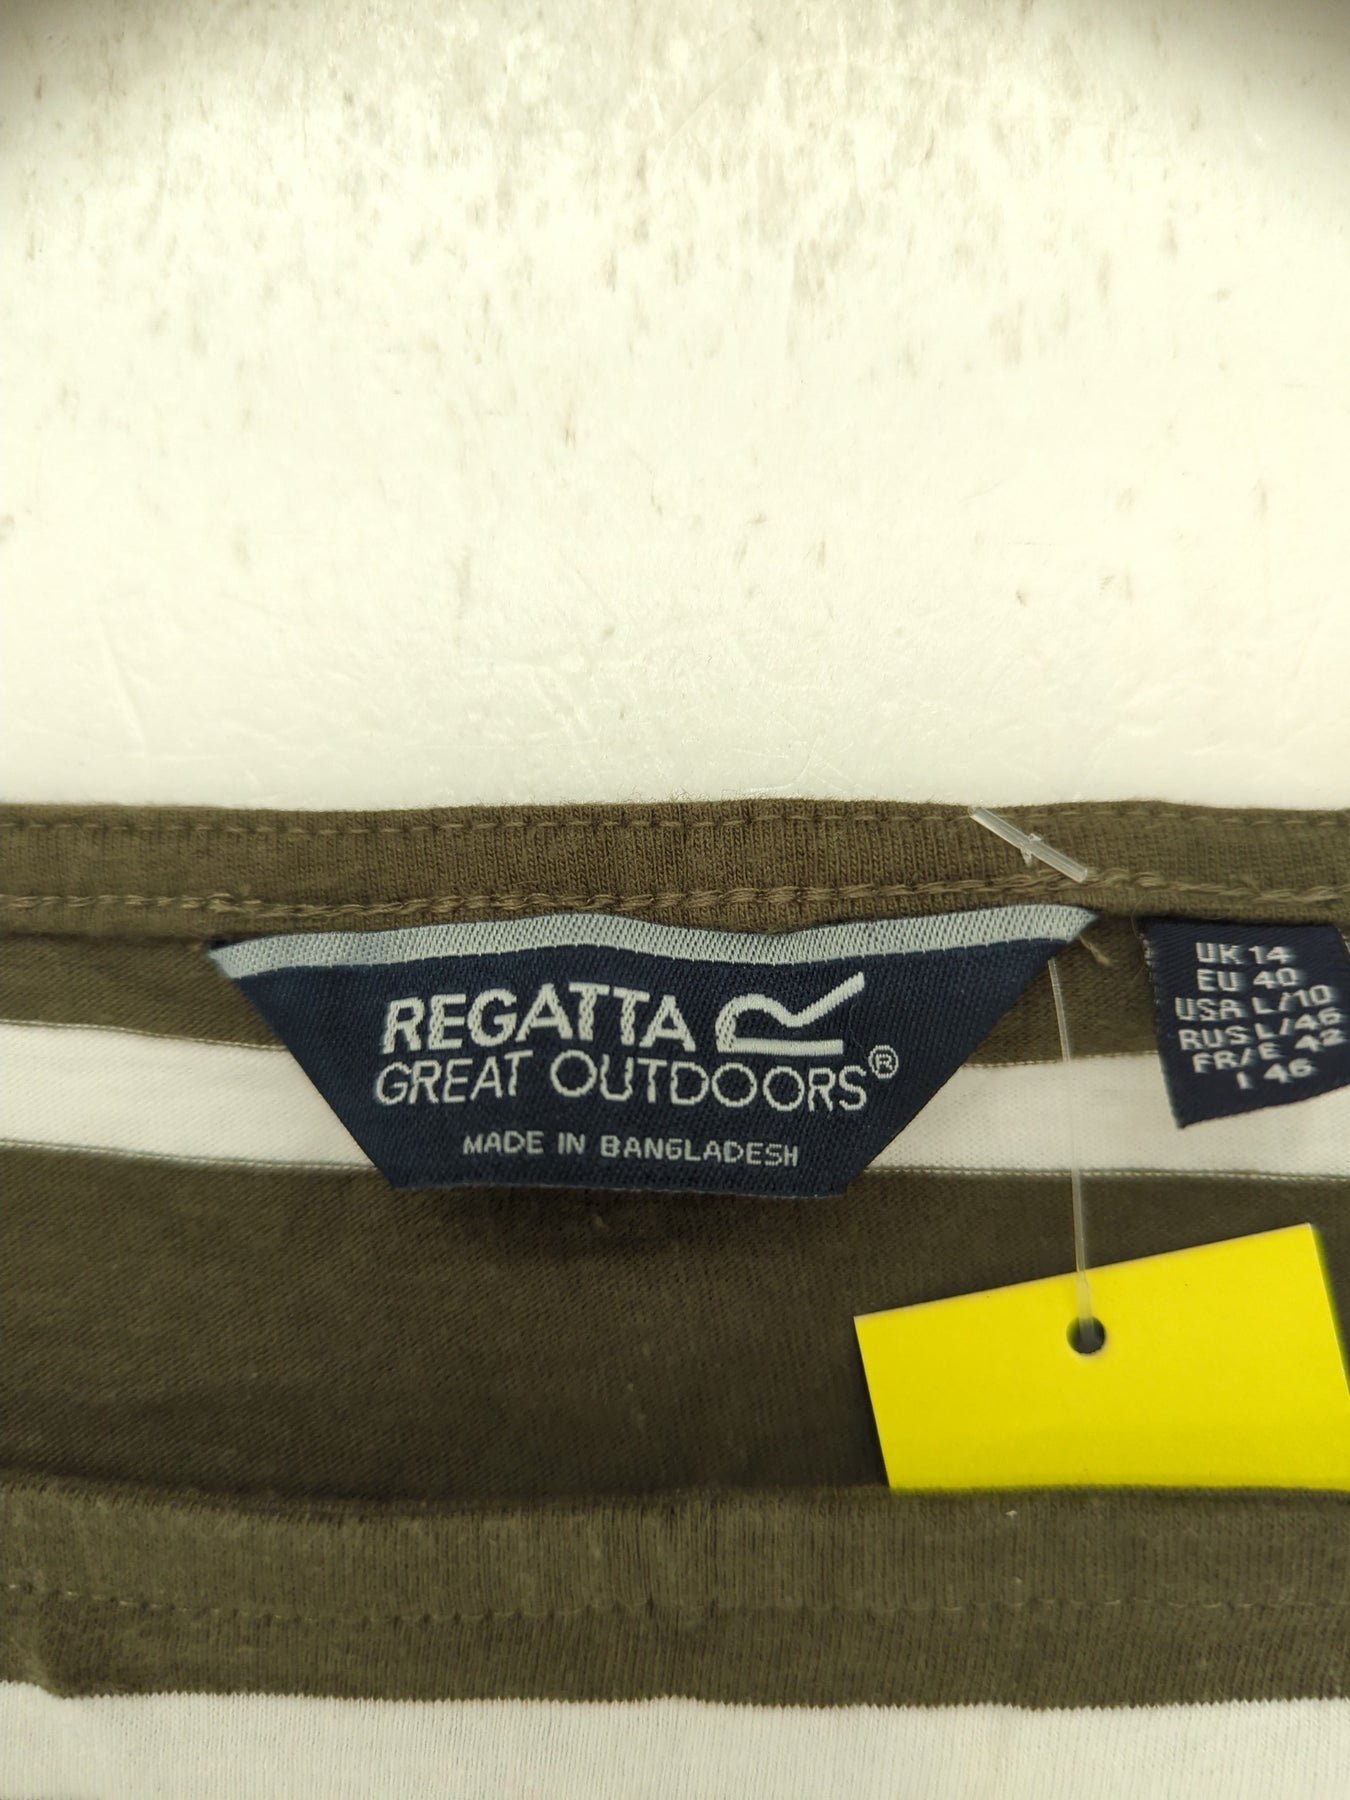 REGATTA
GREAT OUTDOORS®
MADE IN BANGLADESH
UK 14
EU 40
USA L/10
RUS L/46
FR/E 42
I 46